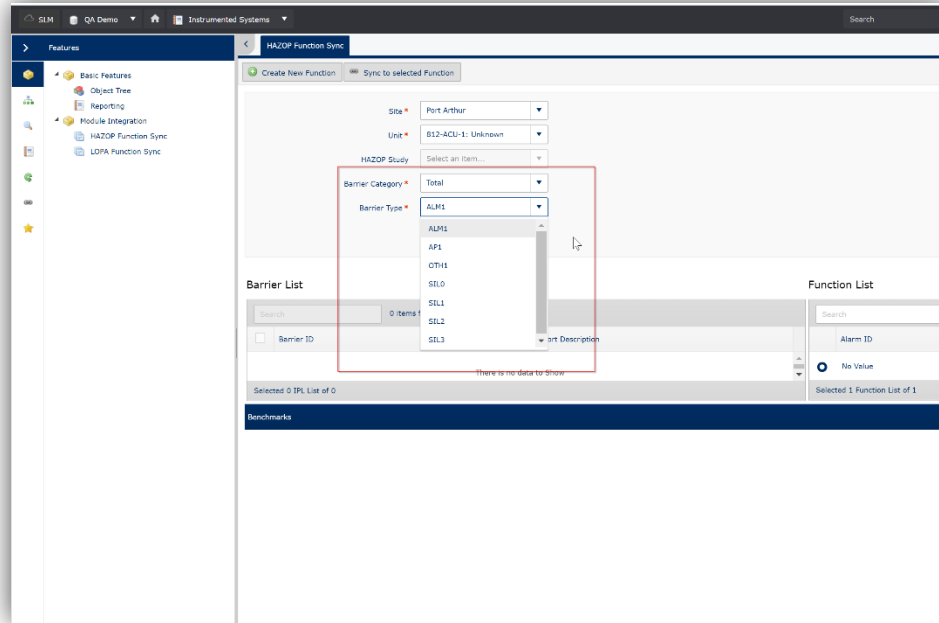 SLM QA Demo Instrumented Systems Search
Features
HAZOP Function Sync
Basic Features
Object Tree
Reporting
Module Integration
HAZOP Function Sync
LOPA Function Sync
Create New Function Sync to selected Function
Site * Port Arthur
Unit * 812-ACU-1: Unknown
HAZOP Study Select an item...
Barrier Category * Total
Barrier Type * ALM1
ALM1
AP1
OTH1
SIL0
SIL1
SIL2
SIL3
Barrier List
Search 0 items
Barrier ID ort Description
There is no data to Show
Selected 0 IPL List of 0
Function List
Search
Alarm ID
No Value
Selected 1 Function List of 1
Benchmarks